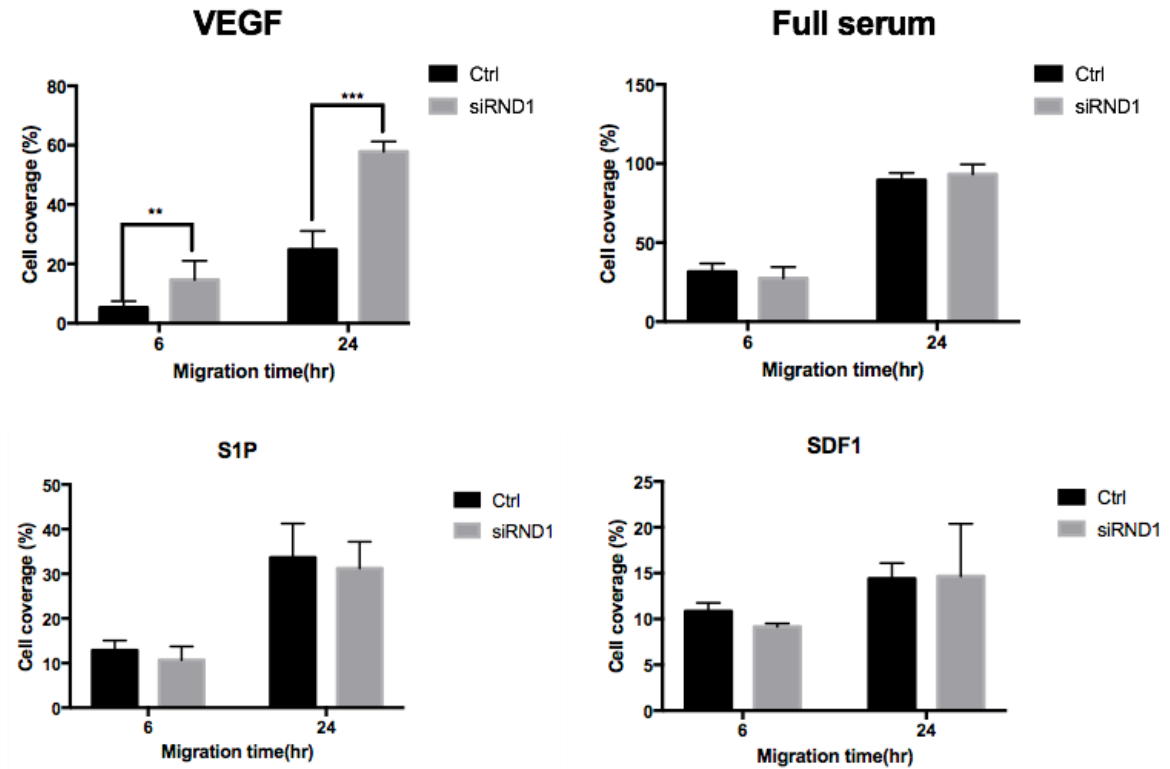 VEGF
Ctrl
siRND1
80
60
40
20
0
**
***
6
24
Cell coverage (%)
Migration time(hr)
Full serum
Ctrl
siRND1
150
100
50
0
6
24
Cell coverage (%)
Migration time(hr)
S1P
Ctrl
siRND1
50
40
30
20
10
0
6
24
Cell coverage (%)
Migration time(hr)
SDF1
Ctrl
siRND1
25
20
15
10
5
0
6
24
Cell coverage (%)
Migration time(hr)